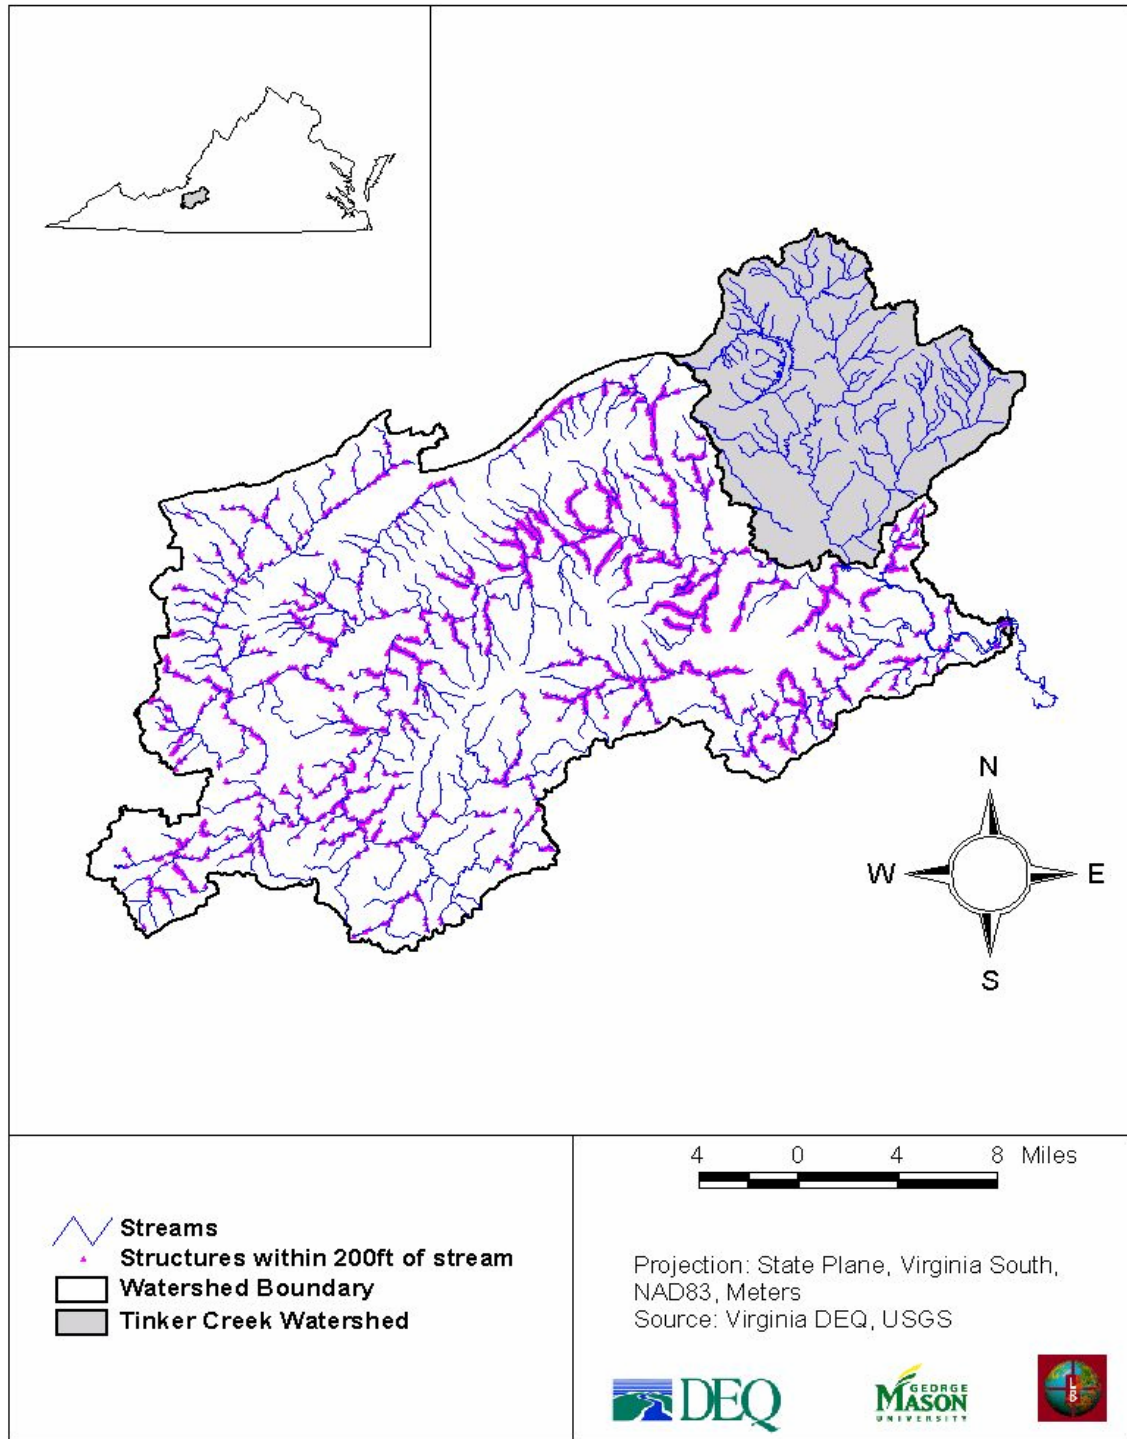 N
W E
S
4 0 4 8 Miles
Streams
Structures within 200ft of stream
Watershed Boundary
Tinker Creek Watershed
Projection: State Plane, Virginia South,
NAD83, Meters
Source: Virginia DEQ, USGS
DEQ
GEORGE
MASON
UNIVERSITY